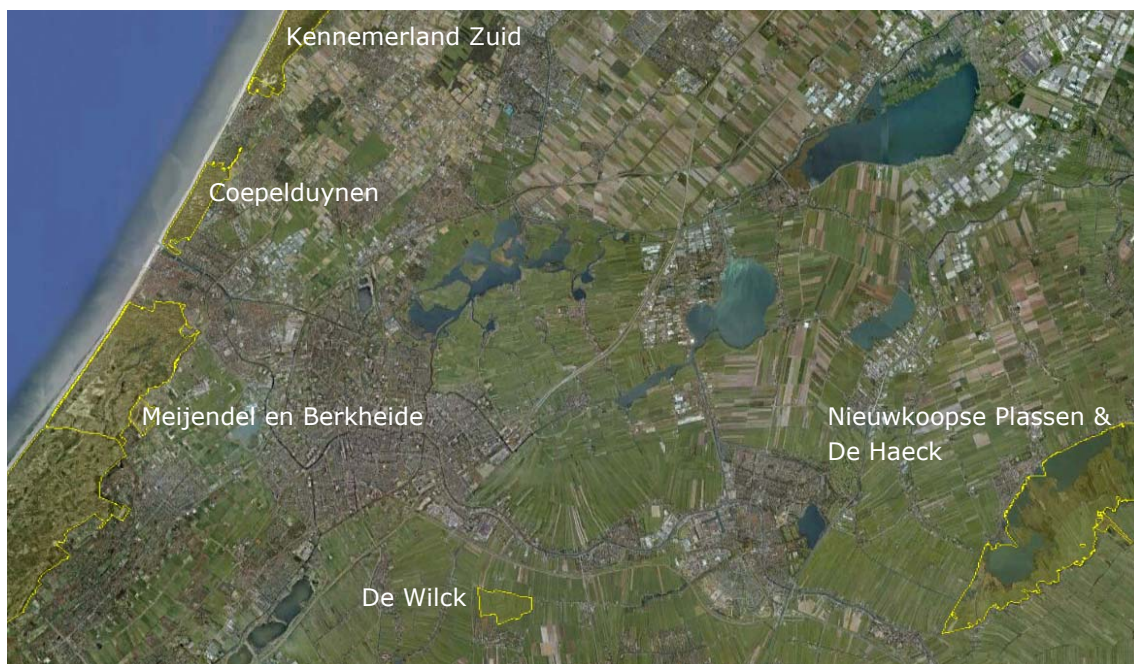 Kennemerland Zuid
Coepelduynen
Meijendel en Berkheide
Nieuwkoopse Plassen &
De Haeck
De Wilck